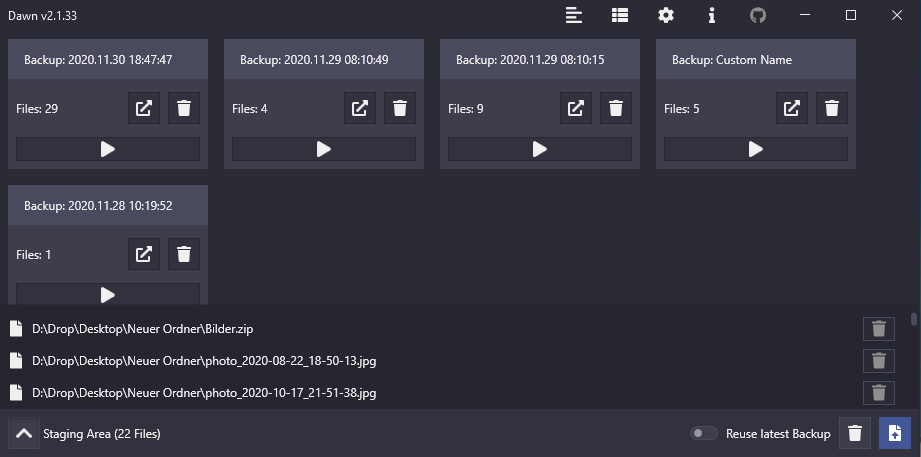 Dawn v2.1.33
Backup: 2020.11.30 18:47:47
Backup: 2020.11.29 08:10:49
Backup: 2020.11.29 08:10:15
Backup: Custom Name
Files: 29
Files: 4
Files: 9
Files: 5
Backup: 2020.11.28 10:19:52
Files: 1
D:\Drop\Desktop\Neuer Ordner\Bilder.zip
D:\Drop\Desktop\Neuer Ordner\photo_2020-08-22_18-50-13.jpg
D:\Drop\Desktop\Neuer Ordner\photo_2020-10-17_21-51-38.jpg
Staging Area (22 Files)
Reuse latest Backup